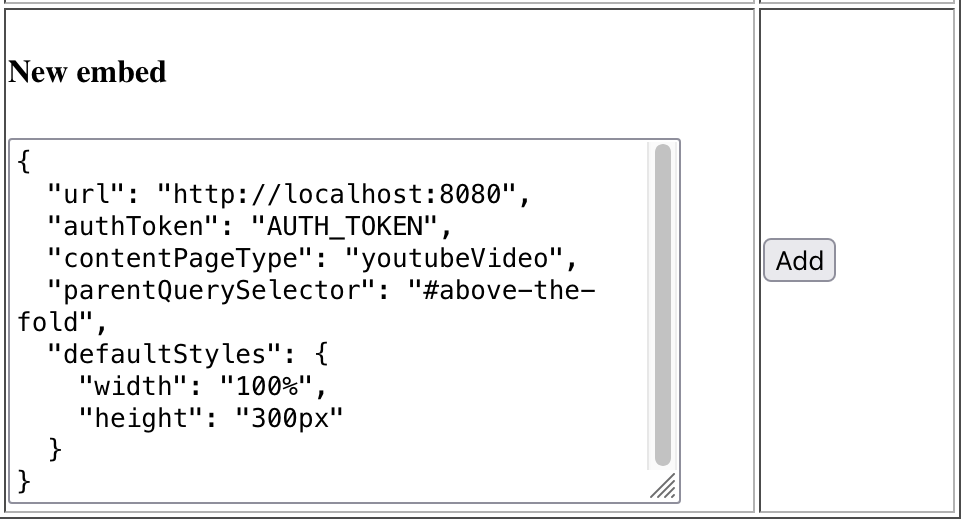 New embed
{
  "url": "http://localhost:8080",
  "authToken": "AUTH_TOKEN",
  "contentPageType": "youtubeVideo",
  "parentQuerySelector": "#above-the-
fold",
  "defaultStyles": {
    "width": "100%",
    "height": "300px"
  }
}
Add